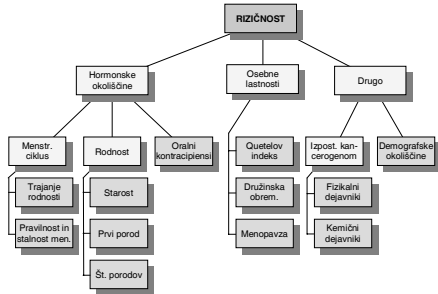 RIZIČNOST
Hormonske
okoliščine
Osebne
lastnosti
Drugo
Menstr.
ciklus
Rodnost
Oralni
kontracipiensi
Quetelov
indeks
Izpost. kan-
cerogenom
Demografske
okoliščine
Trajanje
rodnosti
Starost
Družinska
obrem.
Fizikalni
dejavniki
Pravilnost in
stalnost men.
Prvi porod
Menopavza
Kemični
dejavniki
Št. porodov